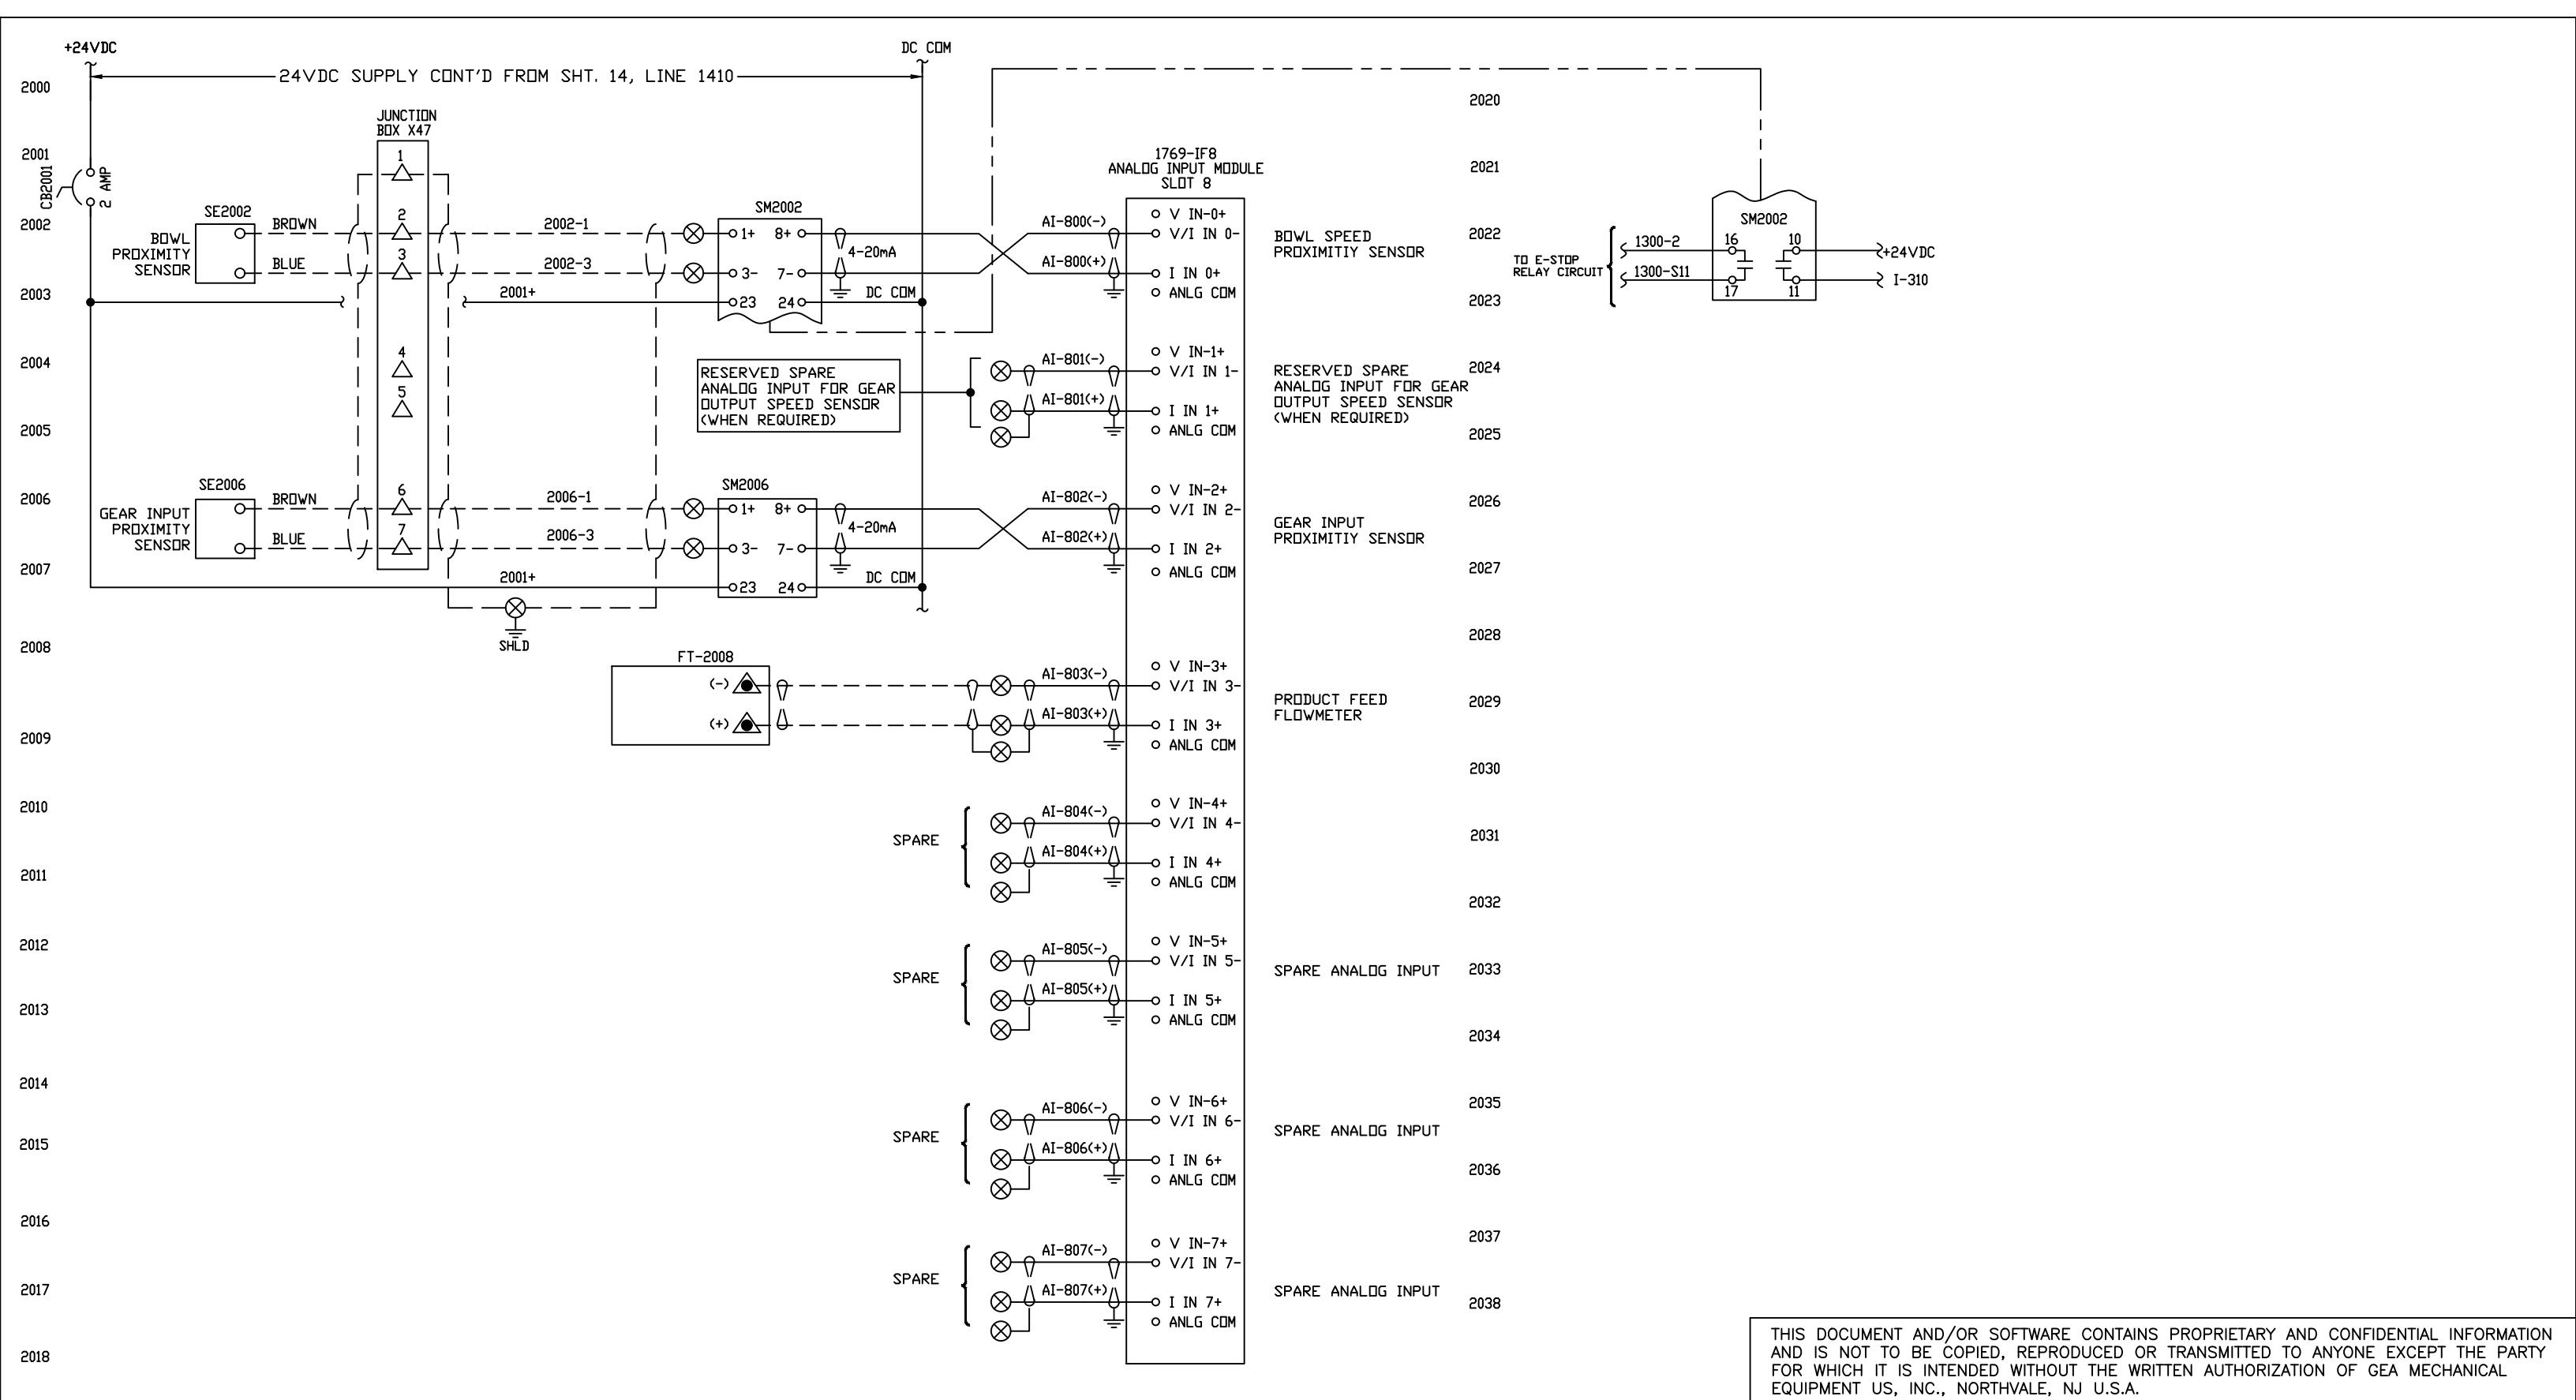 +24VDC
DC COM
24VDC SUPPLY CONT'D FROM SHT. 14, LINE 1410
2000
2001
2002
2003
2004
2005
2006
2007
2008
2009
2010
2011
2012
2013
2014
2015
2016
2017
2018
CB2001
2 AMP
JUNCTION
BOX X47
1
2
3
4
5
6
7
SE2002
BOWL
PROXIMITY
SENSOR
BROWN
BLUE
2002-1
2002-3
2001+
SM2002
1+
8+
3-
7-
23
24
4-20mA
DC COM
RESERVED SPARE
ANALOG INPUT FOR GEAR
OUTPUT SPEED SENSOR
(WHEN REQUIRED)
SE2006
GEAR INPUT
PROXIMITY
SENSOR
BROWN
BLUE
2006-1
2006-3
2001+
SHLD
SM2006
1+
8+
3-
7-
23
24
4-20mA
DC COM
FT-2008
(-)
(+)
SPARE
SPARE
SPARE
SPARE
1769-IF8
ANALOG INPUT MODULE
SLOT 8
AI-800(-)
AI-800(+)
V IN-0+
V/I IN 0-
I IN 0+
ANLG COM
AI-801(-)
AI-801(+)
V IN-1+
V/I IN 1-
I IN 1+
ANLG COM
AI-802(-)
AI-802(+)
V IN-2+
V/I IN 2-
I IN 2+
ANLG COM
AI-803(-)
AI-803(+)
V IN-3+
V/I IN 3-
I IN 3+
ANLG COM
AI-804(-)
AI-804(+)
V IN-4+
V/I IN 4-
I IN 4+
ANLG COM
AI-805(-)
AI-805(+)
V IN-5+
V/I IN 5-
I IN 5+
ANLG COM
AI-806(-)
AI-806(+)
V IN-6+
V/I IN 6-
I IN 6+
ANLG COM
AI-807(-)
AI-807(+)
V IN-7+
V/I IN 7-
I IN 7+
ANLG COM
BOWL SPEED
PROXIMITIY SENSOR
RESERVED SPARE
ANALOG INPUT FOR GEAR
OUTPUT SPEED SENSOR
(WHEN REQUIRED)
GEAR INPUT
PROXIMITIY SENSOR
PRODUCT FEED
FLOWMETER
SPARE ANALOG INPUT
SPARE ANALOG INPUT
SPARE ANALOG INPUT
2020
2021
2022
2023
2024
2025
2026
2027
2028
2029
2030
2031
2032
2033
2034
2035
2036
2037
2038
TO E-STOP
RELAY CIRCUIT
1300-2
1300-S11
SM2002
16
10
17
11
+24VDC
I-310
THIS DOCUMENT AND/OR SOFTWARE CONTAINS PROPRIETARY AND CONFIDENTIAL INFORMATION
AND IS NOT TO BE COPIED, REPRODUCED OR TRANSMITTED TO ANYONE EXCEPT THE PARTY
FOR WHICH IT IS INTENDED WITHOUT THE WRITTEN AUTHORIZATION OF GEA MECHANICAL
EQUIPMENT US, INC., NORTHVALE, NJ U.S.A.